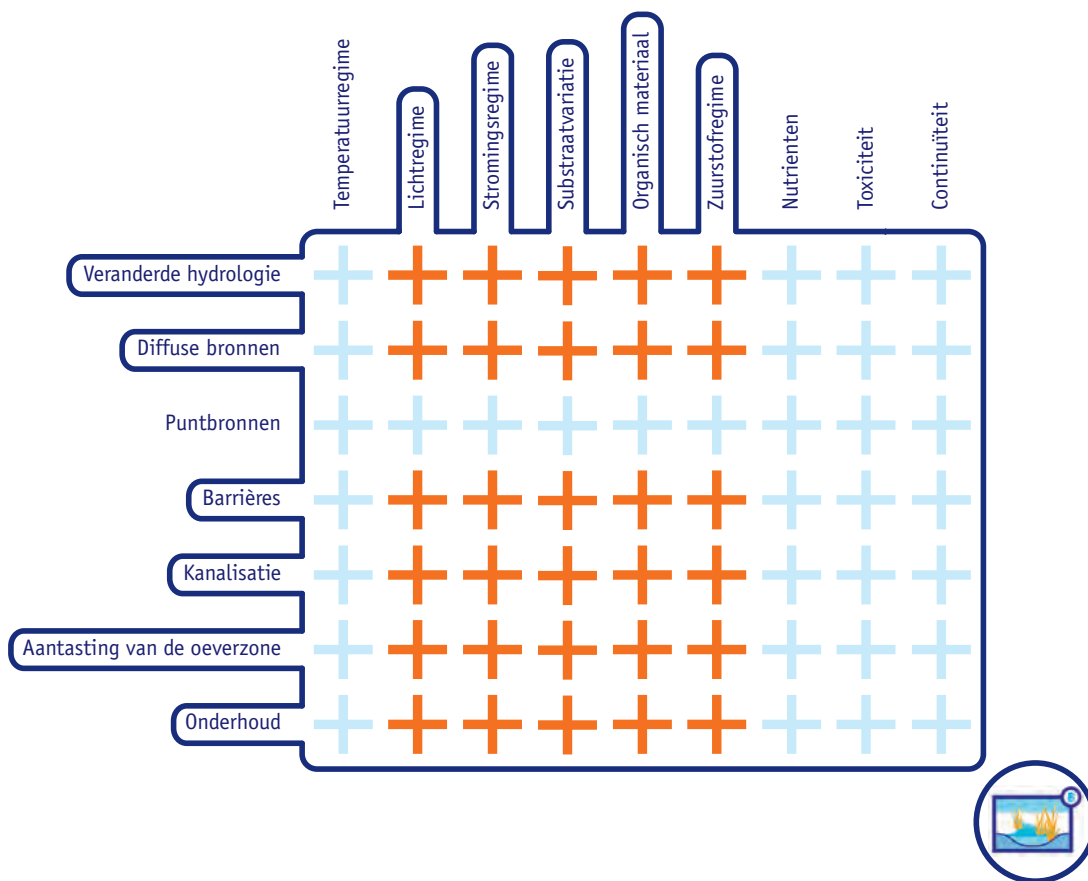 Temperatuurregime
Lichtregime
Stromingsregime
Substraatvariatie
Organisch materiaal
Zuurstofregime
Nutrienten
Toxiciteit
Continuïteit
Veranderde hydrologie
Diffuse bronnen
Puntbronnen
Barrières
Kanalisatie
Aantasting van de oeverzone
Onderhoud